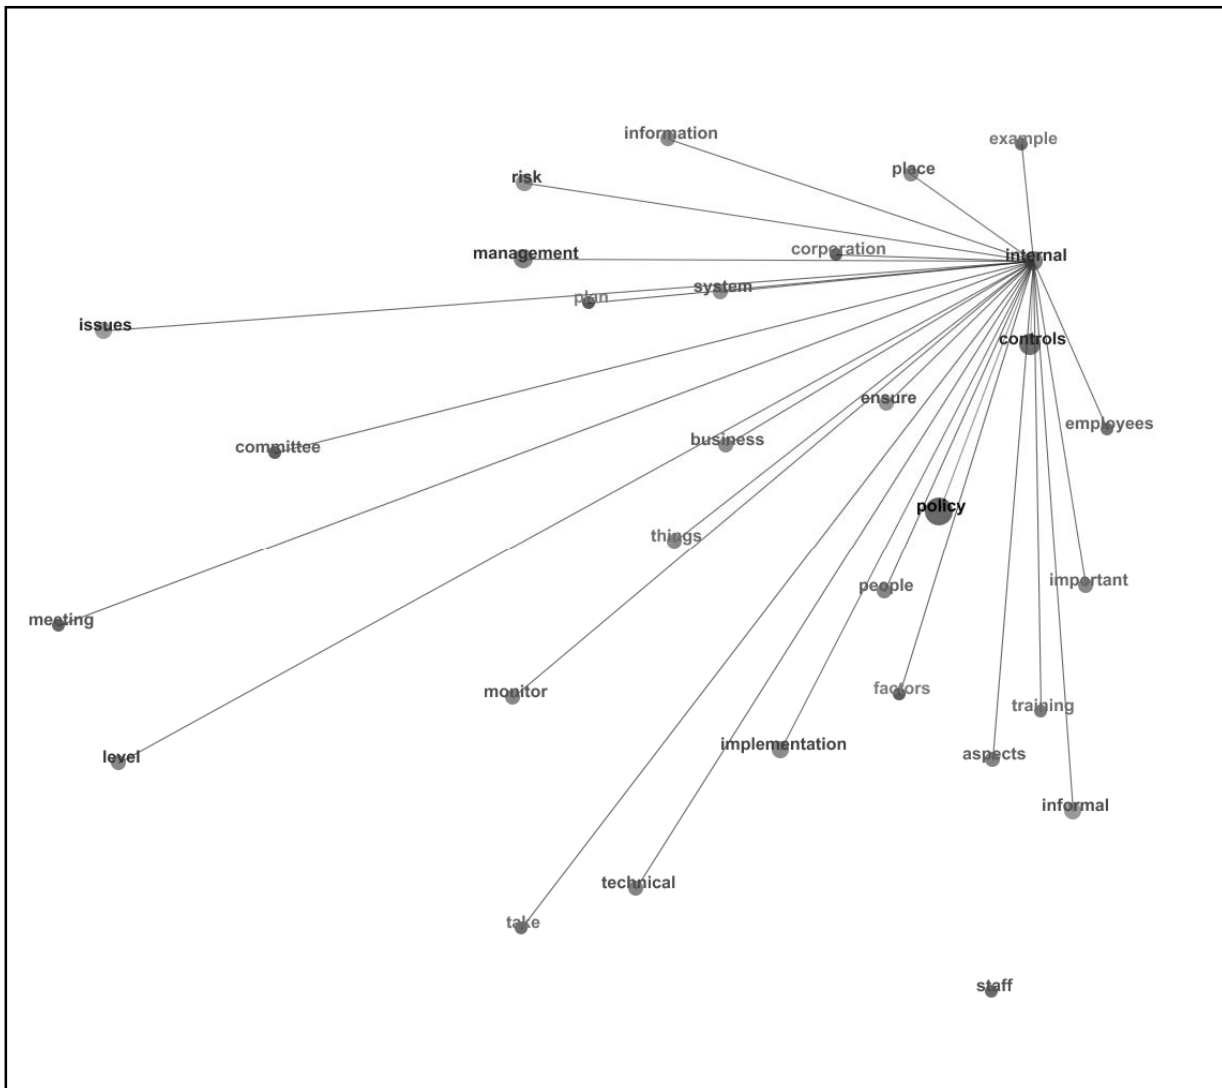 information
example
place
risk
corporation
management
internal
system
plan
issues
controls
ensure
employees
business
committee
policy
things
important
people
meeting
factors
monitor
training
implementation
aspects
level
informal
technical
take
staff